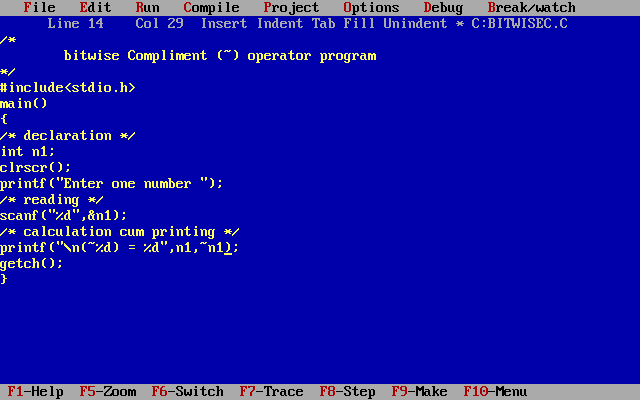 File Edit Run Compile Project Options Debug Break/watch
Line 14 Col 29 Insert Indent Tab Fill Unindent * C:BITWISEC.C
/*
bitwise Compliment (~) operator program
*/
#include<stdio.h>
main()
{
/* declaration */
int n1;
clrscr();
printf("Enter one number ");
/* reading */
scanf("%d",&n1);
/* calculation cum printing */
printf("\n(~%d) = %d",n1,~n1);
getch();
}
F1-Help F5-Zoom F6-Switch F7-Trace F8-Step F9-Make F10-Menu